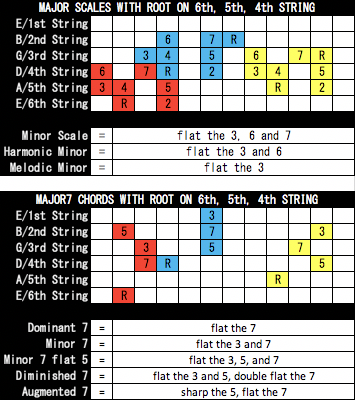 MAJOR SCALES WITH ROOT ON 6th, 5th, 4th STRING
E/1st String
B/2nd String 6 7 R
G/3rd String 3 4 5 6 7 R
D/4th String 6 7 R 2 3 4 5
A/5th String 3 4 5 R 2
E/6th String R 2
Minor Scale = flat the 3, 6 and 7
Harmonic Minor = flat the 3 and 6
Melodic Minor = flat the 3
MAJOR7 CHORDS WITH ROOT ON 6th, 5th, 4th STRING
E/1st String 3
B/2nd String 5 7 3
G/3rd String 3 5 7
D/4th String 7 R 5
A/5th String R
E/6th String R
Dominant 7 = flat the 7
Minor 7 = flat the 3 and 7
Minor 7 flat 5 = flat the 3, 5, and 7
Diminished 7 = flat the 3 and 5, double flat the 7
Augmented 7 = sharp the 5, flat the 7